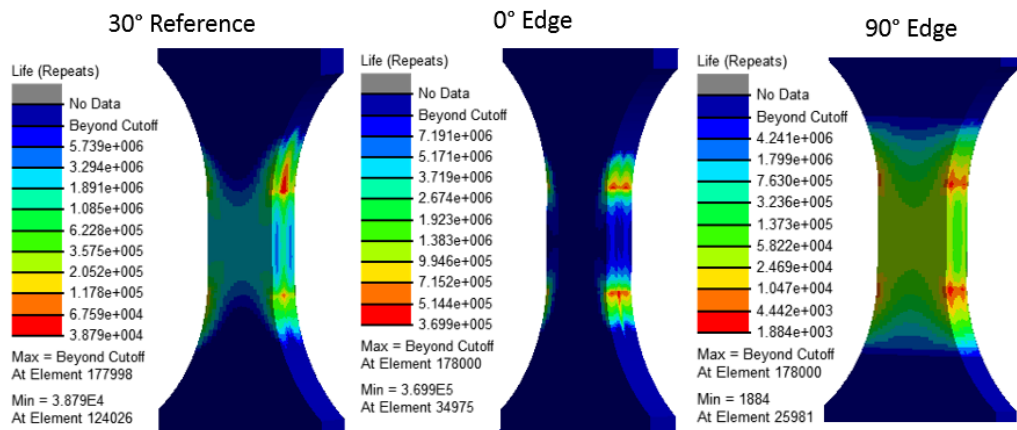 30° Reference
Life (Repeats)
No Data
Beyond Cutoff
5.739e+006
3.294e+006
1.891e+006
1.085e+006
6.228e+005
3.575e+005
2.052e+005
1.178e+005
6.759e+004
3.879e+004
Max = Beyond Cutoff
At Element 177998
Min = 3.879E4
At Element 124026
0° Edge
Life (Repeats)
No Data
Beyond Cutoff
7.191e+006
5.171e+006
3.719e+006
2.674e+006
1.923e+006
1.383e+006
9.946e+005
7.152e+005
5.144e+005
3.699e+005
Max = Beyond Cutoff
At Element 178000
Min = 3.699E5
At Element 34975
90° Edge
Life (Repeats)
No Data
Beyond Cutoff
4.241e+006
1.799e+006
7.630e+005
3.236e+005
1.373e+005
5.822e+004
2.469e+004
1.047e+004
4.442e+003
1.884e+003
Max = Beyond Cutoff
At Element 178000
Min = 1884
At Element 25981